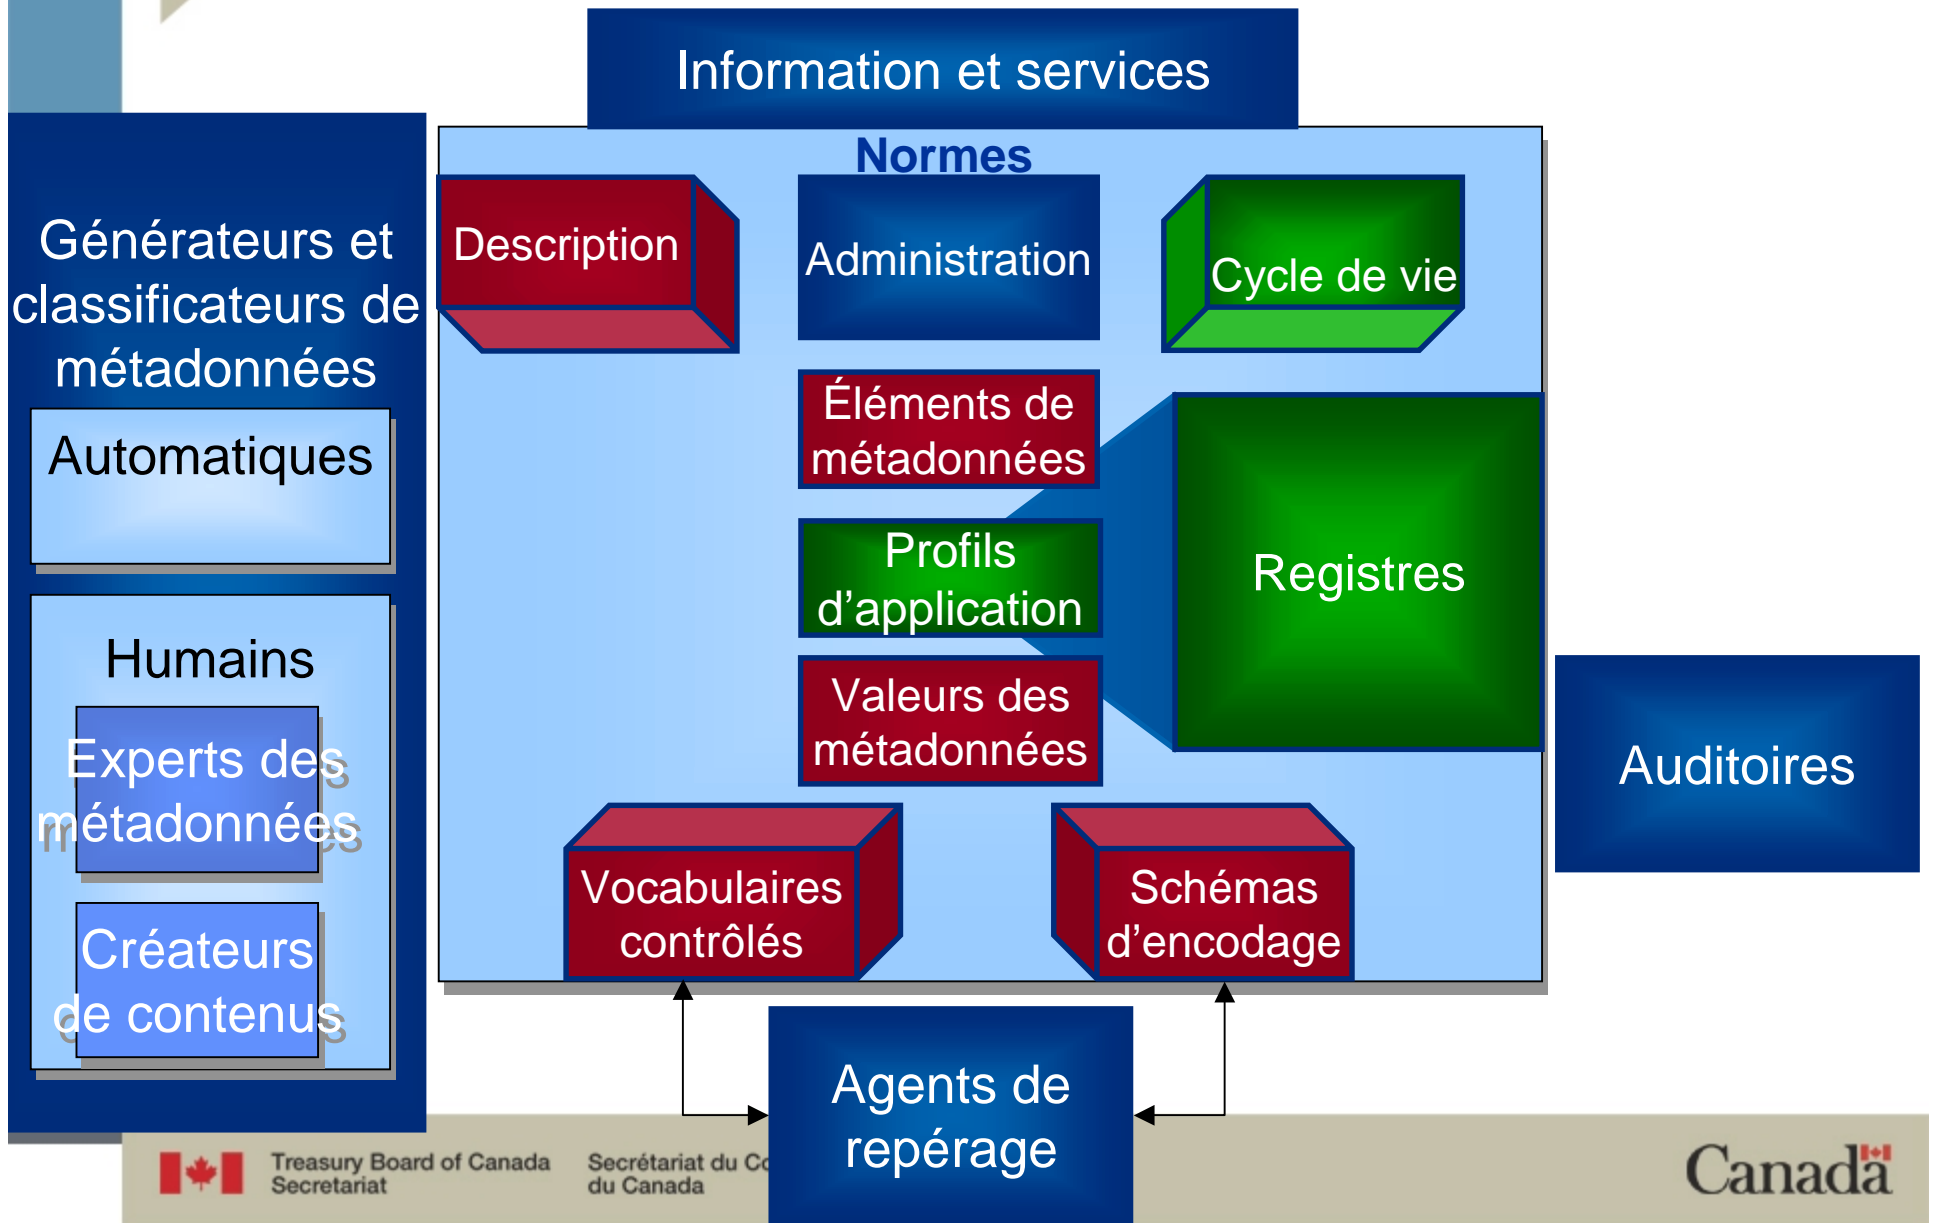 Information et services
Normes
Générateurs et
classificateurs de
métadonnées
Automatiques
Humains
Experts des
métadonnées
Créateurs
de contenus
Description
Administration
Cycle de vie
Éléments de
métadonnées
Profils
d’application
Valeurs des
métadonnées
Registres
Vocabulaires
contrôlés
Schémas
d’encodage
Auditoires
Agents de
repérage
Treasury Board of Canada
Secretariat
Secrétariat du
du Canada
Canada